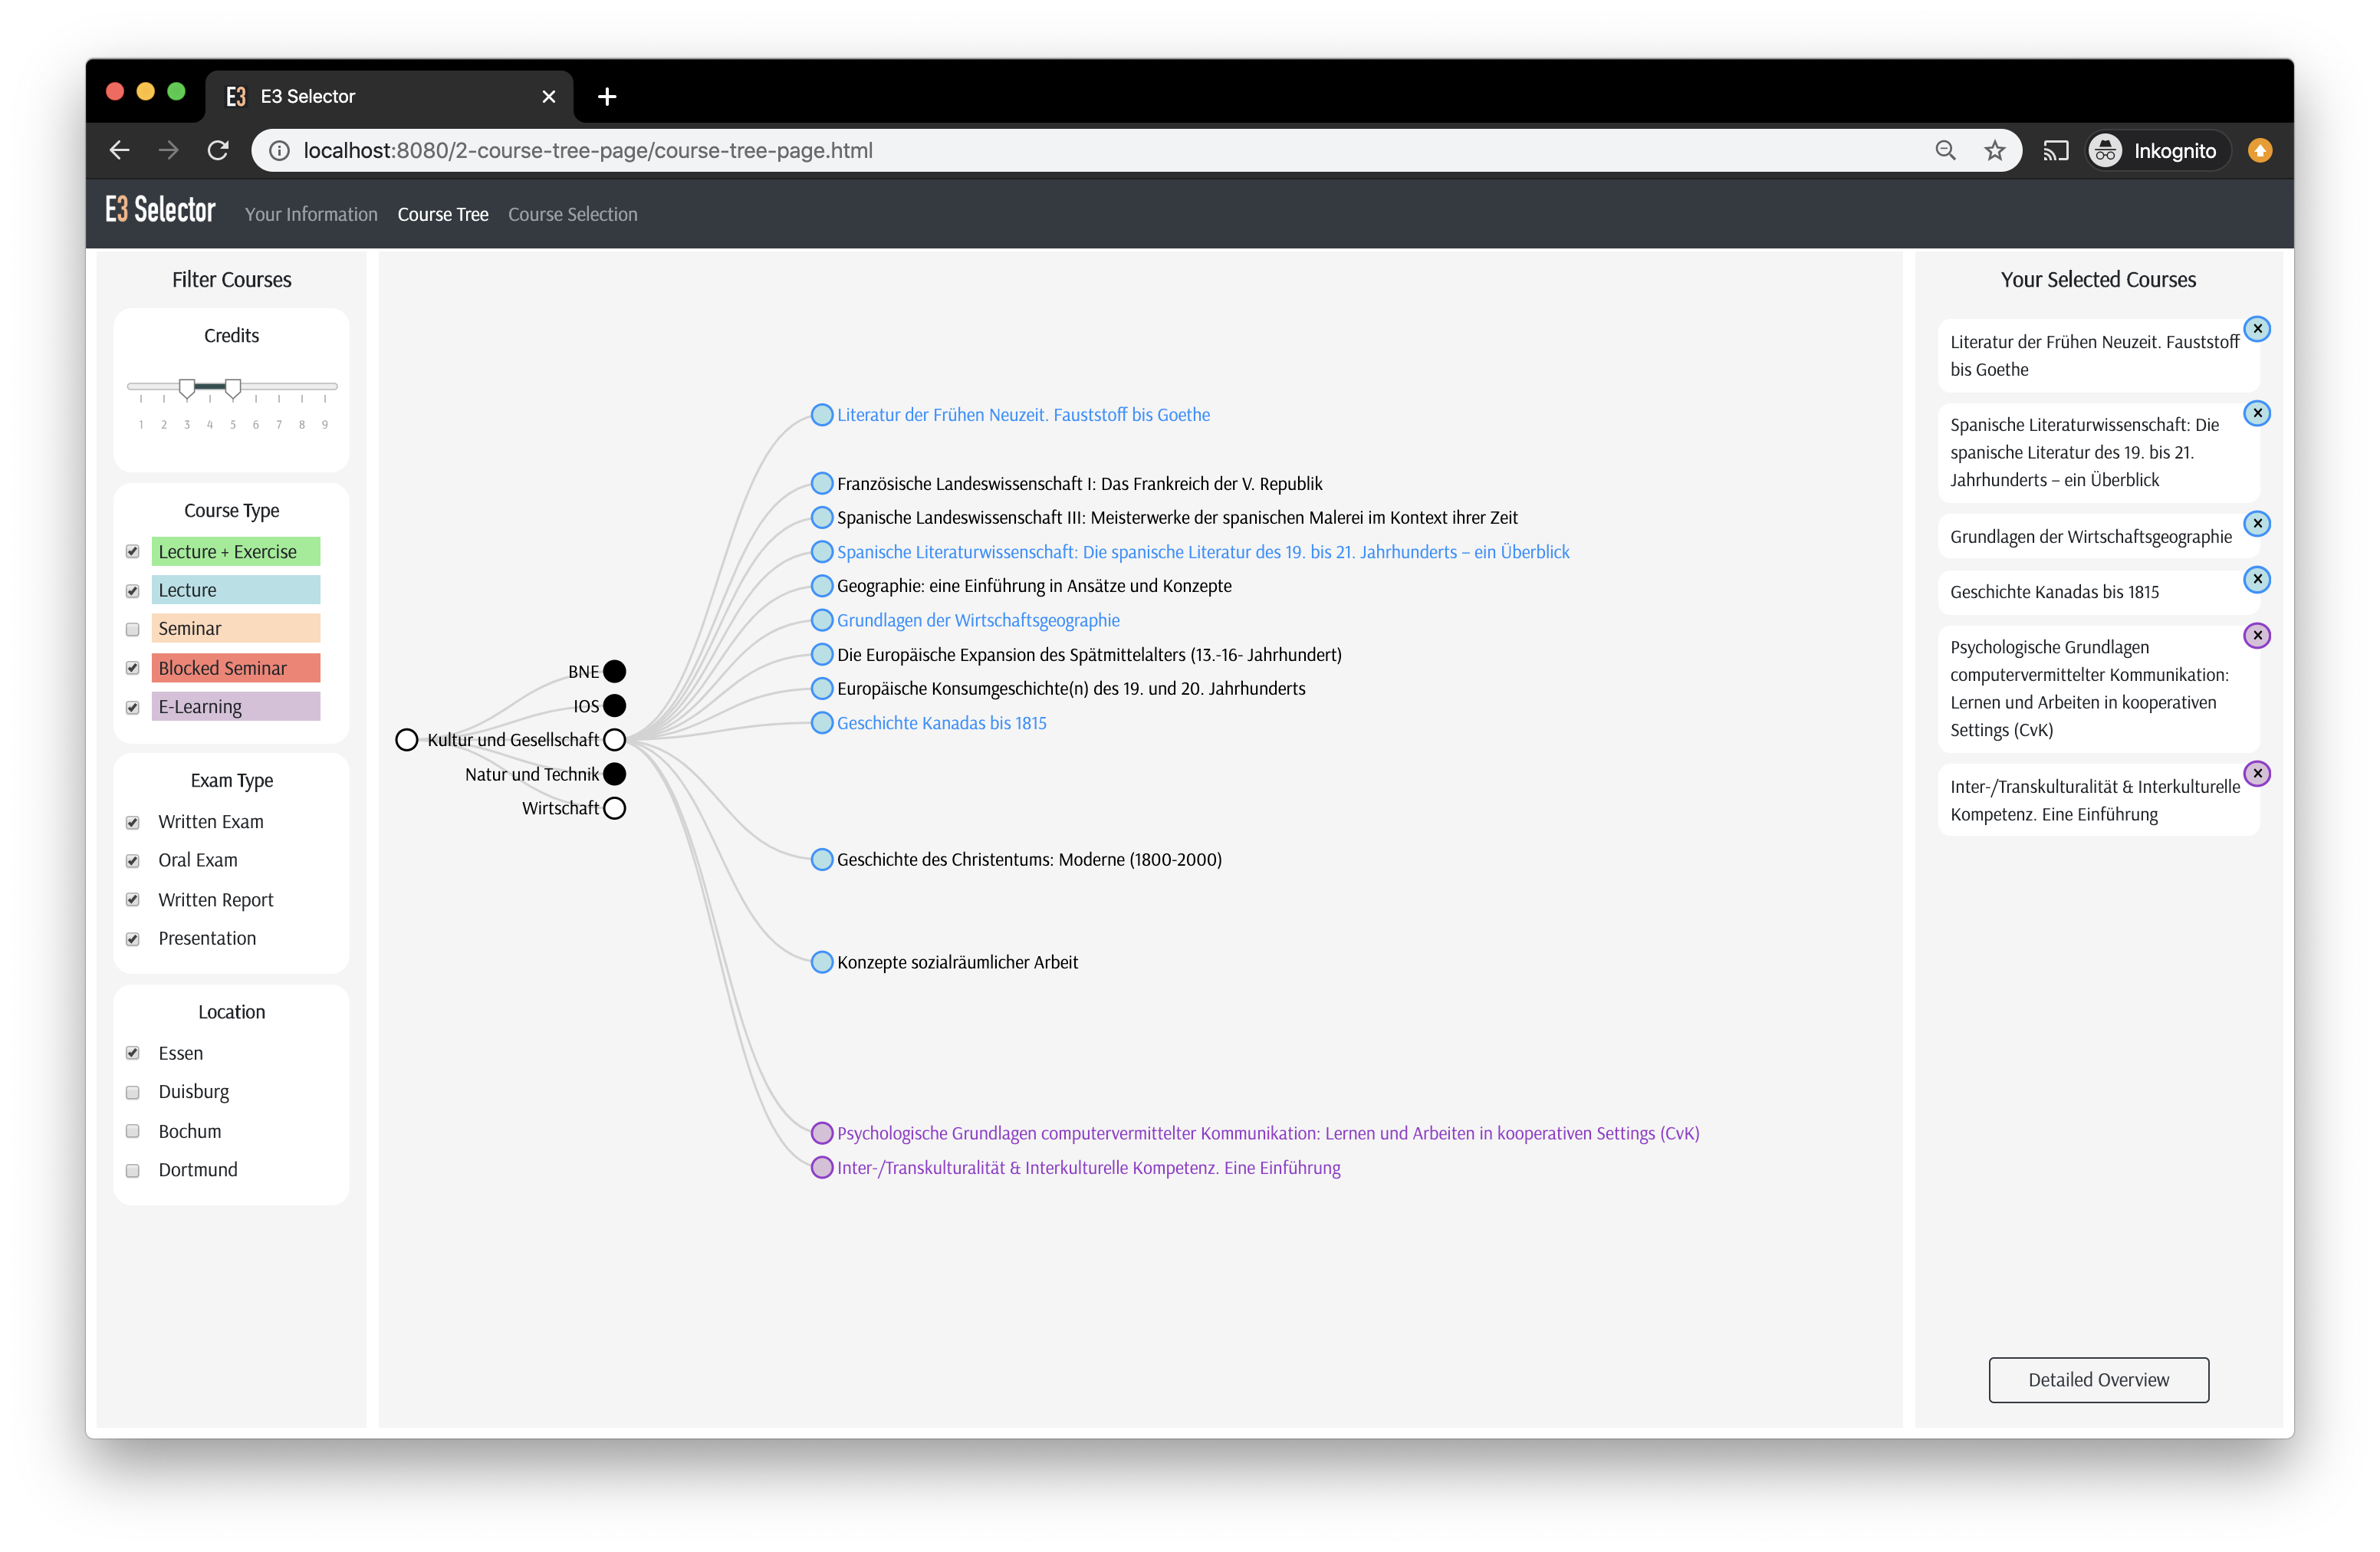 E3 E3 Selector
localhost:8080/2-course-tree-page/course-tree-page.html
Inkognito
E3 Selector Your Information Course Tree Course Selection
Filter Courses
Credits
1 2 3 4 5 6 7 8 9
Course Type
Lecture + Exercise
Lecture
Seminar
Blocked Seminar
E-Learning
Exam Type
Written Exam
Oral Exam
Written Report
Presentation
Location
Essen
Duisburg
Bochum
Dortmund
BNE
IOS
Kultur und Gesellschaft
Natur und Technik
Wirtschaft
Literatur der Frühen Neuzeit. Fauststoff bis Goethe
Französische Landeswissenschaft I: Das Frankreich der V. Republik
Spanische Landeswissenschaft III: Meisterwerke der spanischen Malerei im Kontext ihrer Zeit
Spanische Literaturwissenschaft: Die spanische Literatur des 19. bis 21. Jahrhunderts – ein Überblick
Geographie: eine Einführung in Ansätze und Konzepte
Grundlagen der Wirtschaftsgeographie
Die Europäische Expansion des Spätmittelalters (13.-16- Jahrhundert)
Europäische Konsumgeschichte(n) des 19. und 20. Jahrhunderts
Geschichte Kanadas bis 1815
Geschichte des Christentums: Moderne (1800-2000)
Konzepte sozialräumlicher Arbeit
Psychologische Grundlagen computervermittelter Kommunikation: Lernen und Arbeiten in kooperativen Settings (CvK)
Inter-/Transkulturalität & Interkulturelle Kompetenz. Eine Einführung
Your Selected Courses
Literatur der Frühen Neuzeit. Fauststoff
bis Goethe
Spanische Literaturwissenschaft: Die
spanische Literatur des 19. bis 21.
Jahrhunderts – ein Überblick
Grundlagen der Wirtschaftsgeographie
Geschichte Kanadas bis 1815
Psychologische Grundlagen
computervermittelter Kommunikation:
Lernen und Arbeiten in kooperativen
Settings (CvK)
Inter-/Transkulturalität & Interkulturelle
Kompetenz. Eine Einführung
Detailed Overview